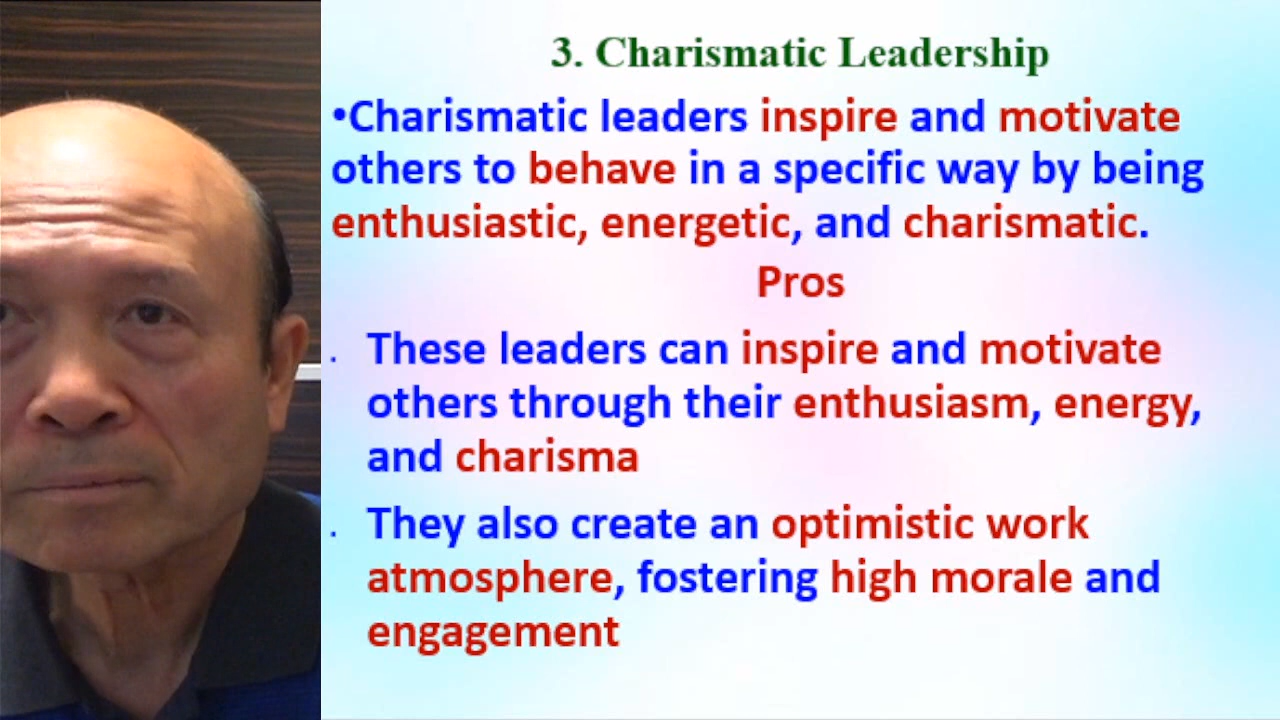 3. Charismatic Leadership
•Charismatic leaders inspire and motivate
others to behave in a specific way by being
enthusiastic, energetic, and charismatic.
Pros
. These leaders can inspire and motivate
others through their enthusiasm, energy,
and charisma
. They also create an optimistic work
atmosphere, fostering high morale and
engagement